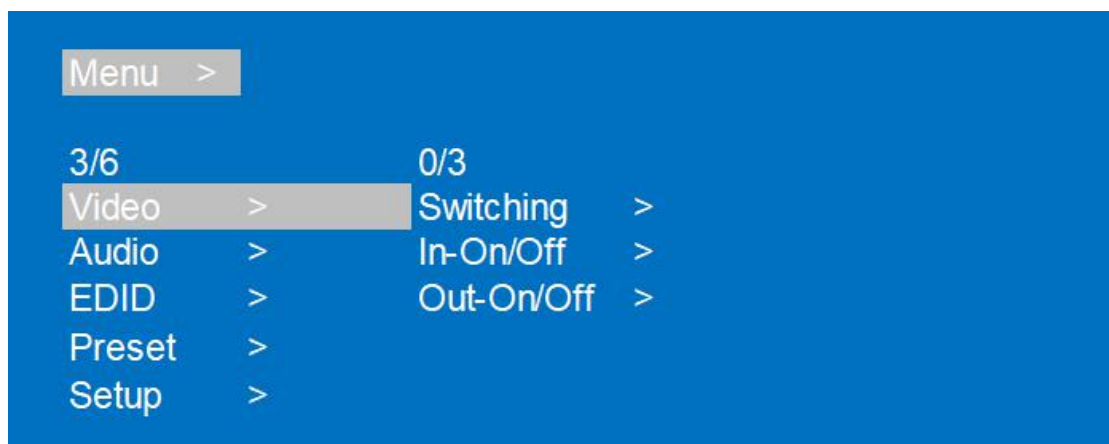 Menu >
3/6 0/3
Video > Switching >
Audio > In-On/Off >
EDID > Out-On/Off >
Preset >
Setup >